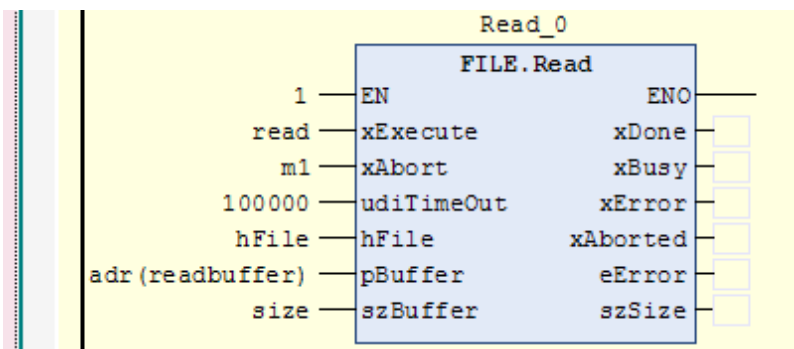 Read_0
FILE.Read
1 EN ENO
read xExecute xDone
m1 xAbort xBusy
100000 udiTimeOut xError
hFile hFile xAborted
adr(readbuffer) pBuffer eError
size szBuffer szSize